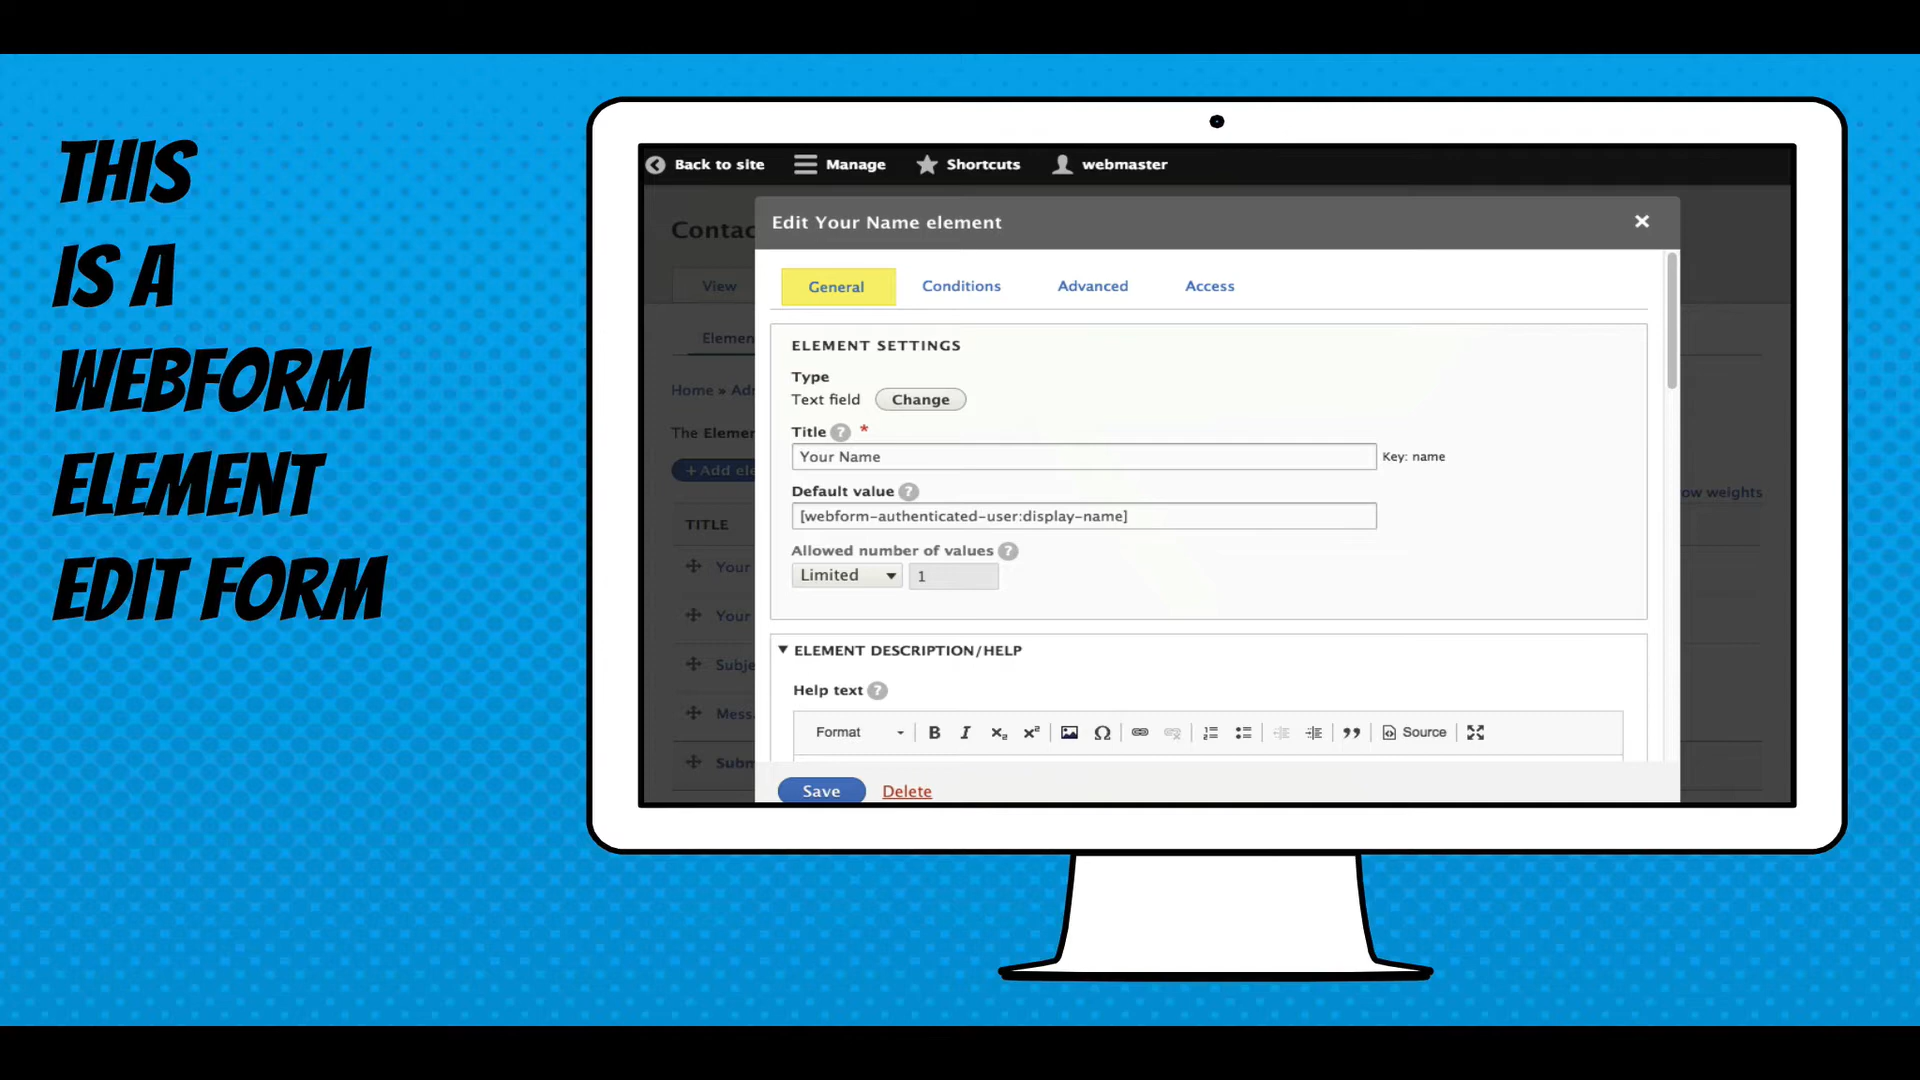 THIS
IS A
WEBFORM
ELEMENT
EDIT FORM
Back to site Manage Shortcuts webmaster
Contac
Edit Your Name element
View
General Conditions Advanced Access
Elemen
ELEMENT SETTINGS
Type
Text field Change
Home » Adm
Title ? *
The Elemen
Your Name Key: name
+ Add ele
Default value ?
ow weights
[webform-authenticated-user:display-name]
TITLE
Allowed number of values ?
Your
Limited 1
Your
ELEMENT DESCRIPTION/HELP
Subje
Help text ?
Mess
Format B I x₂ x² Ω Source
Subm
Save Delete